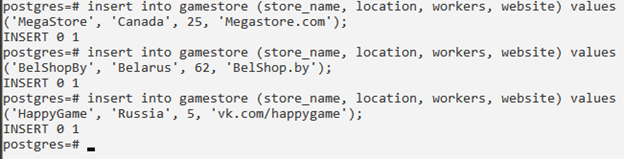 postgres=# insert into gamestore (store_name, location, workers, website) values
('MegaStore', 'Canada', 25, 'Megastore.com');
INSERT 0 1
postgres=# insert into gamestore (store_name, location, workers, website) values
('BelShopBy', 'Belarus', 62, 'BelShop.by');
INSERT 0 1
postgres=# insert into gamestore (store_name, location, workers, website) values
('HappyGame', 'Russia', 5, 'vk.com/happygame');
INSERT 0 1
postgres=#